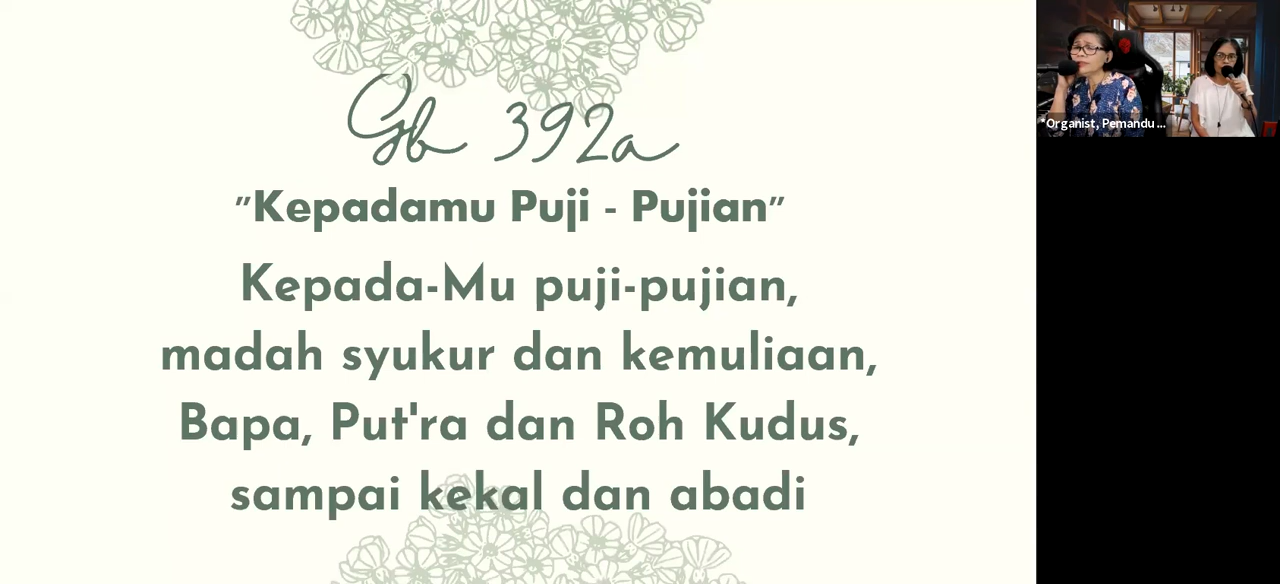 Gb 392a
"Kepadamu Puji - Pujian"
Kepada-Mu puji-pujian,
madah syukur dan kemuliaan,
Bapa, Put'ra dan Roh Kudus,
sampai kekal dan abadi
*Organist, Pemandu ...